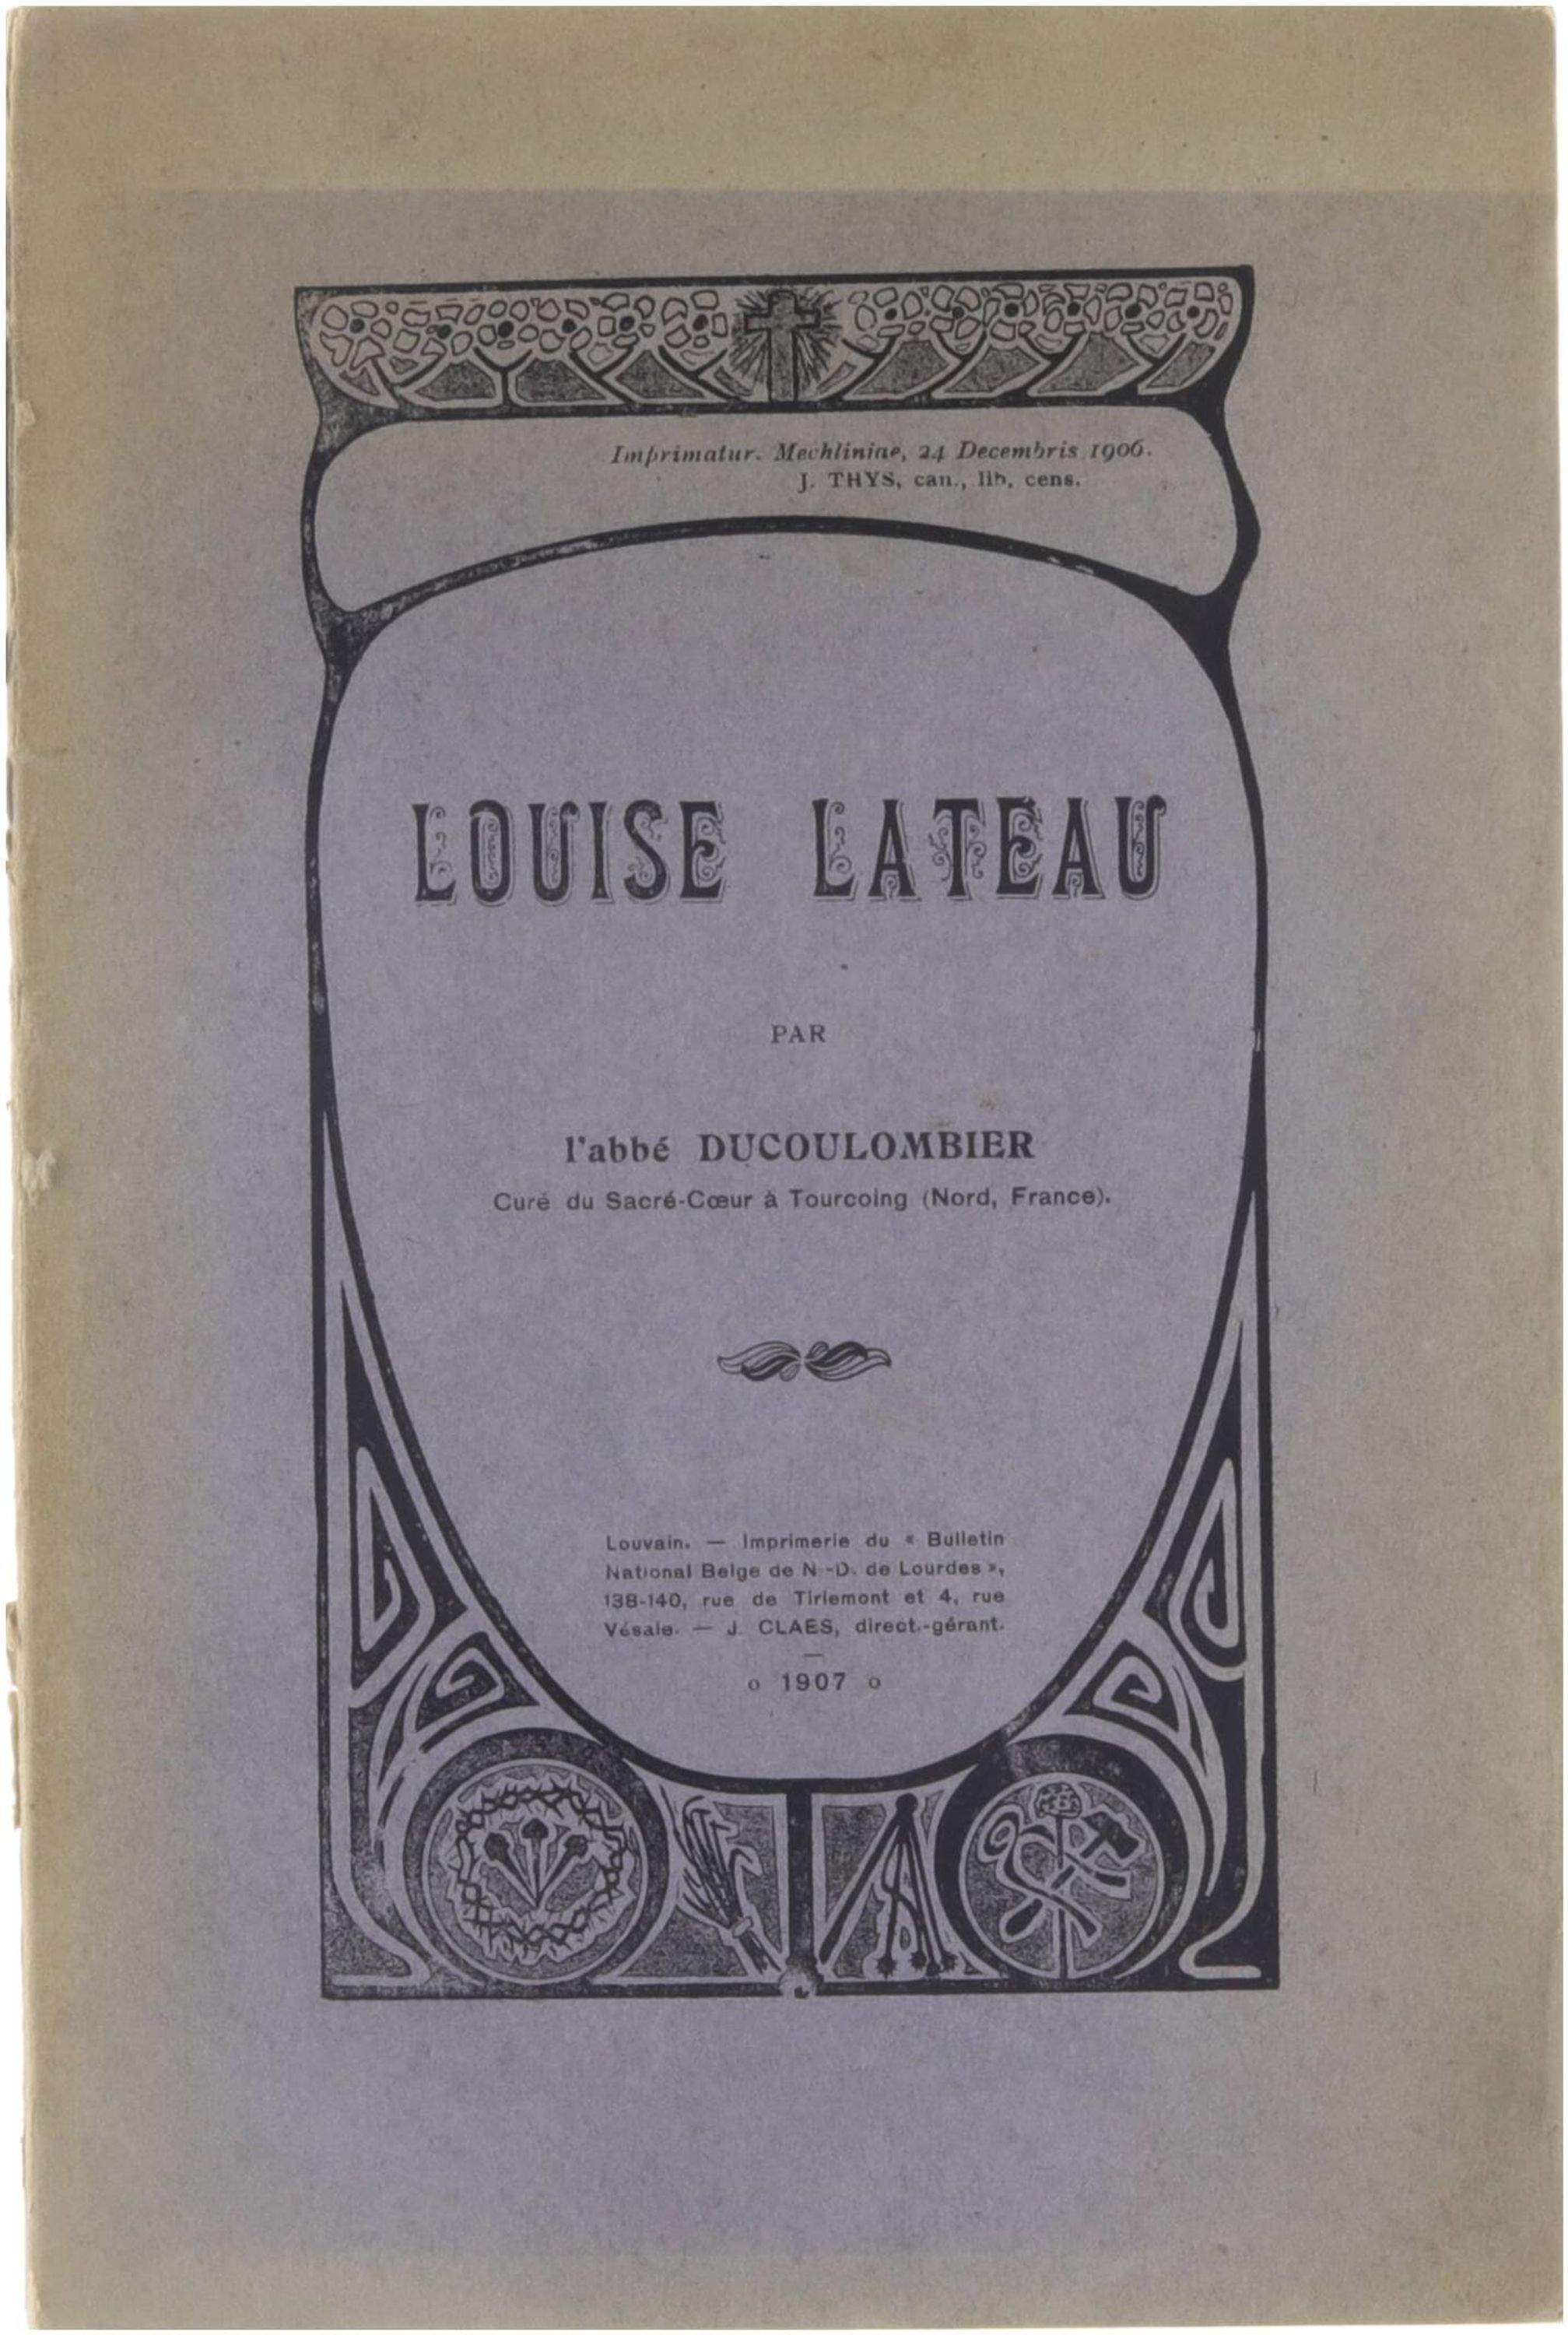 Imprimatur. Mechliniae, 24 Decembris 1906.
J. THYS, can., lib. cens.
LOUISE LATEAU
PAR
l'abbé DUCOULOMBIER
Curé du Sacré-Cœur à Tourcoing (Nord, France).
Louvain. — Imprimerie du « Bulletin
National Belge de N.-D. de Lourdes »,
138-140, rue de Tirlemont et 4, rue
Vésale. — J. CLAES, direct.-gérant.
o 1907 o